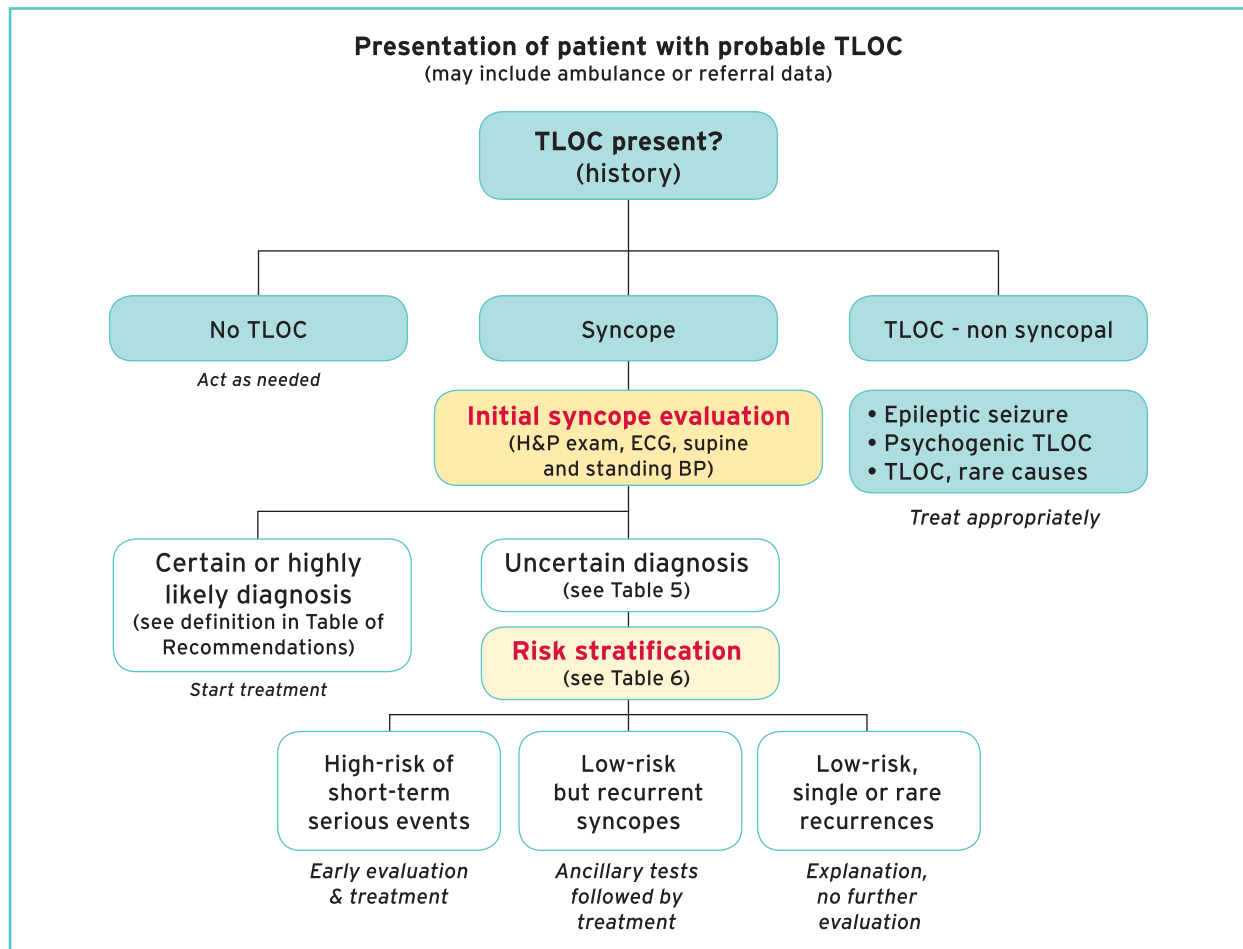 Presentation of patient with probable TLOC
(may include ambulance or referral data)
TLOC present?
(history)
No TLOC
Act as needed
Syncope
TLOC - non syncopal
Initial syncope evaluation
(H&P exam, ECG, supine
and standing BP)
• Epileptic seizure
• Psychogenic TLOC
• TLOC, rare causes
Treat appropriately
Certain or highly
likely diagnosis
(see definition in Table of
Recommendations)
Start treatment
Uncertain diagnosis
(see Table 5)
Risk stratification
(see Table 6)
High-risk of
short-term
serious events
Early evaluation
& treatment
Low-risk
but recurrent
syncopes
Ancillary tests
followed by
treatment
Low-risk,
single or rare
recurrences
Explanation,
no further
evaluation